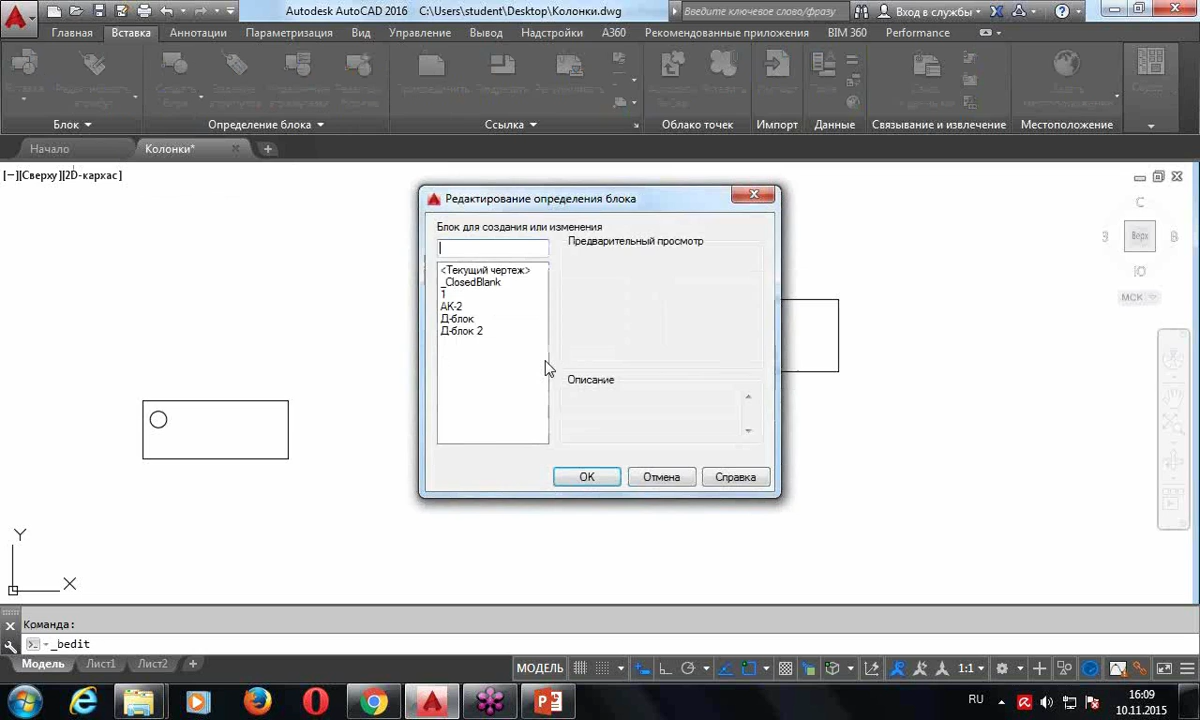 Autodesk AutoCAD 2016 C:\Users\student\Desktop\Колонки.dwg
Введите ключевое слово/фразу
Вход в службы
Главная Вставка Аннотации Параметризация Вид Управление Вывод Надстройки A360 Рекомендованные приложения BIM 360 Performance
Блок Определение блока Ссылка Облако точек Импорт Данные Связывание и извлечение Местоположение
Начало Колонки*
[−][Сверху][2D-каркас]
Редактирование определения блока
Блок для создания или изменения
Предварительный просмотр
<Текущий чертеж>
_ClosedBlank
1
АК-2
Д-блок
Д-блок 2
Описание
ОК Отмена Справка
С
З Верх В
Ю
МСК
Y
X
Команда:
_bedit
Модель Лист1 Лист2 +
МОДЕЛЬ 1:1
RU 16:09
10.11.2015